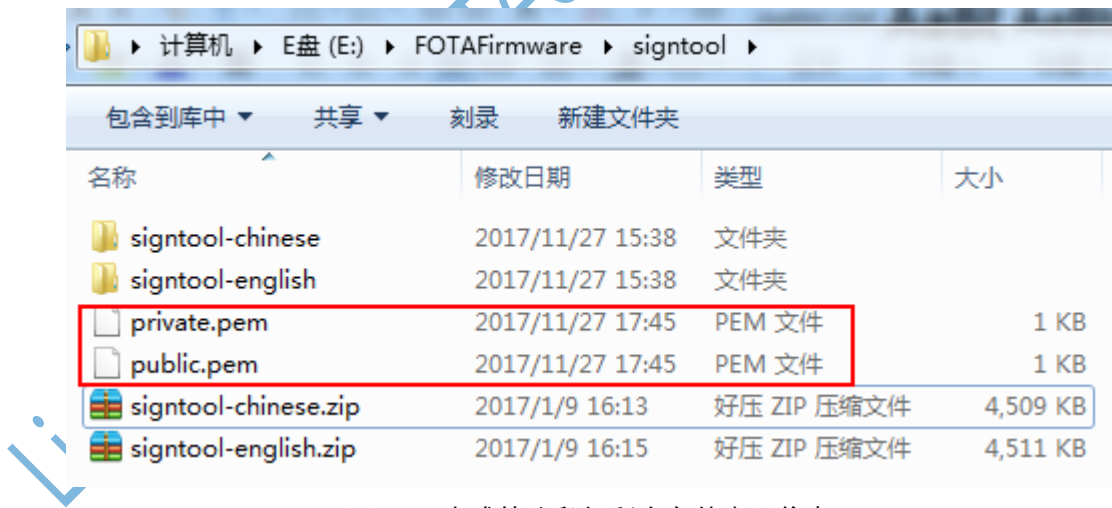 计算机 ▸ E盘 (E:) ▸ FOTAFirmware ▸ signtool ▸
包含到库中 ▼ 共享 ▼ 刻录 新建文件夹
名称 修改日期 类型 大小
signtool-chinese 2017/11/27 15:38 文件夹
signtool-english 2017/11/27 15:38 文件夹
private.pem 2017/11/27 17:45 PEM 文件 1 KB
public.pem 2017/11/27 17:45 PEM 文件 1 KB
signtool-chinese.zip 2017/1/9 16:13 好压 ZIP 压缩文件 4,509 KB
signtool-english.zip 2017/1/9 16:15 好压 ZIP 压缩文件 4,511 KB